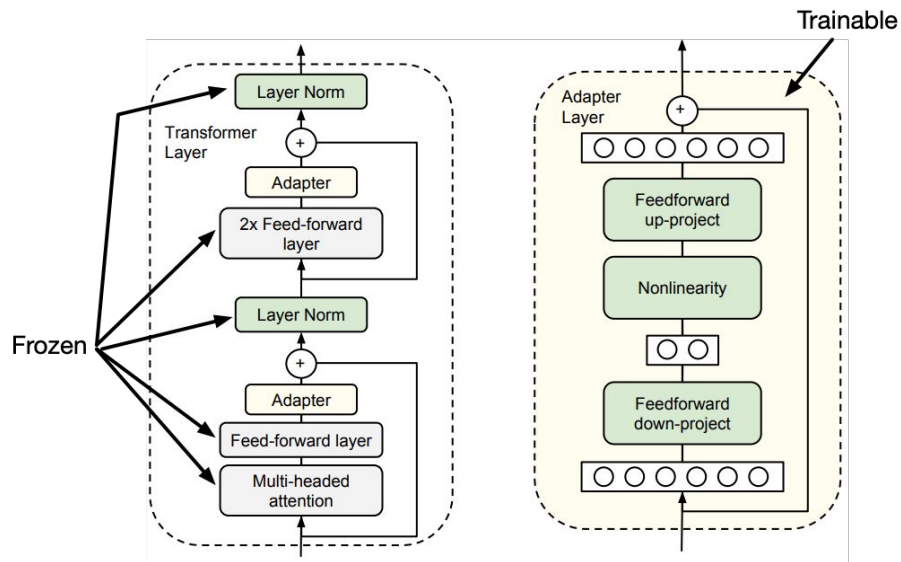 Trainable
Layer Norm
Transformer
Layer
+
Adapter
2x Feed-forward
layer
Layer Norm
Frozen
+
Adapter
Feed-forward layer
Multi-headed
attention
Adapter
Layer
+
Feedforward
up-project
Nonlinearity
Feedforward
down-project